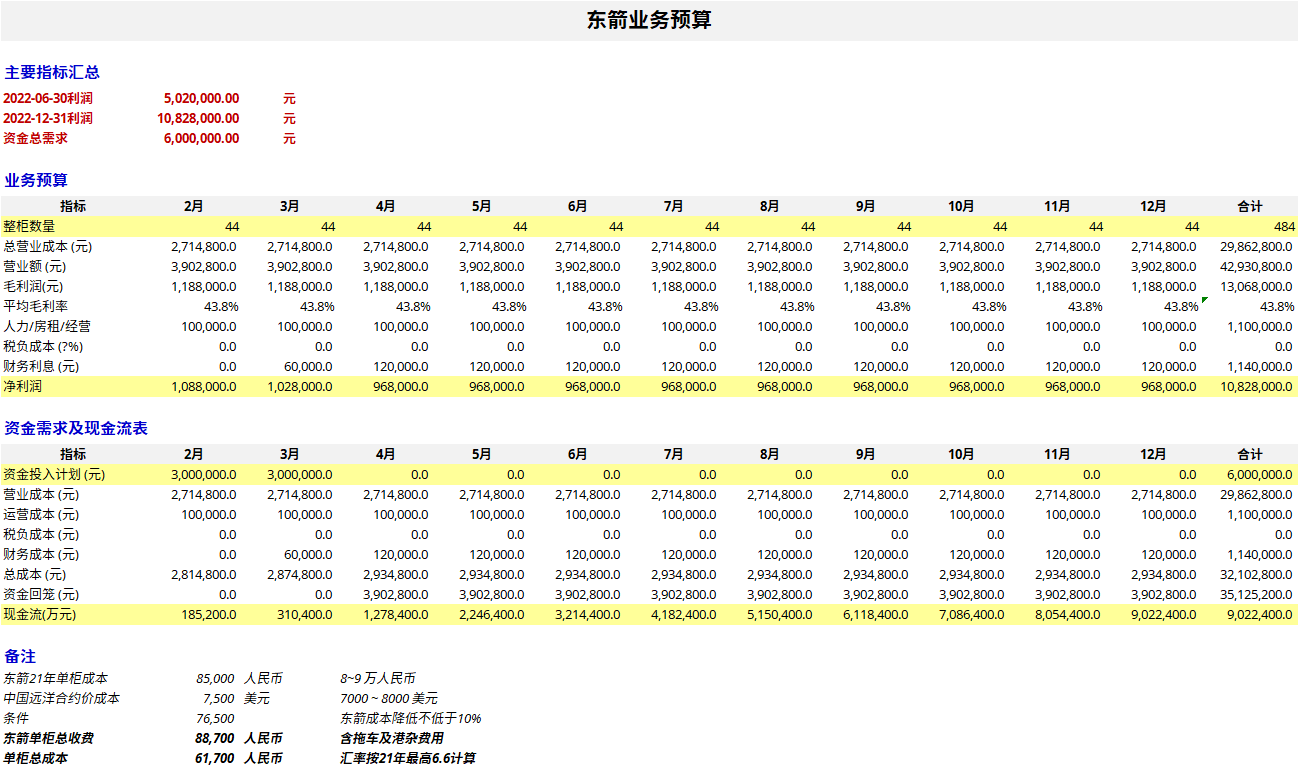 东箭业务预算
主要指标汇总
2022-06-30利润 5,020,000.00 元
2022-12-31利润 10,828,000.00 元
资金总需求 6,000,000.00 元
业务预算
指标 2月 3月 4月 5月 6月 7月 8月 9月 10月 11月 12月 合计
整柜数量 44 44 44 44 44 44 44 44 44 44 44 484
总营业成本 (元) 2,714,800.0 2,714,800.0 2,714,800.0 2,714,800.0 2,714,800.0 2,714,800.0 2,714,800.0 2,714,800.0 2,714,800.0 2,714,800.0 2,714,800.0 29,862,800.0
营业额 (元) 3,902,800.0 3,902,800.0 3,902,800.0 3,902,800.0 3,902,800.0 3,902,800.0 3,902,800.0 3,902,800.0 3,902,800.0 3,902,800.0 3,902,800.0 42,930,800.0
毛利润(元) 1,188,000.0 1,188,000.0 1,188,000.0 1,188,000.0 1,188,000.0 1,188,000.0 1,188,000.0 1,188,000.0 1,188,000.0 1,188,000.0 1,188,000.0 13,068,000.0
平均毛利率 43.8% 43.8% 43.8% 43.8% 43.8% 43.8% 43.8% 43.8% 43.8% 43.8% 43.8% 43.8%
人力/房租/经营 100,000.0 100,000.0 100,000.0 100,000.0 100,000.0 100,000.0 100,000.0 100,000.0 100,000.0 100,000.0 100,000.0 1,100,000.0
税负成本 (?%) 0.0 0.0 0.0 0.0 0.0 0.0 0.0 0.0 0.0 0.0 0.0 0.0
财务利息 (元) 0.0 60,000.0 120,000.0 120,000.0 120,000.0 120,000.0 120,000.0 120,000.0 120,000.0 120,000.0 120,000.0 1,140,000.0
净利润 1,088,000.0 1,028,000.0 968,000.0 968,000.0 968,000.0 968,000.0 968,000.0 968,000.0 968,000.0 968,000.0 968,000.0 10,828,000.0
资金需求及现金流表
指标 2月 3月 4月 5月 6月 7月 8月 9月 10月 11月 12月 合计
资金投入计划 (元) 3,000,000.0 3,000,000.0 0.0 0.0 0.0 0.0 0.0 0.0 0.0 0.0 0.0 6,000,000.0
营业成本 (元) 2,714,800.0 2,714,800.0 2,714,800.0 2,714,800.0 2,714,800.0 2,714,800.0 2,714,800.0 2,714,800.0 2,714,800.0 2,714,800.0 2,714,800.0 29,862,800.0
运营成本 (元) 100,000.0 100,000.0 100,000.0 100,000.0 100,000.0 100,000.0 100,000.0 100,000.0 100,000.0 100,000.0 100,000.0 1,100,000.0
税负成本 (元) 0.0 0.0 0.0 0.0 0.0 0.0 0.0 0.0 0.0 0.0 0.0 0.0
财务成本 (元) 0.0 60,000.0 120,000.0 120,000.0 120,000.0 120,000.0 120,000.0 120,000.0 120,000.0 120,000.0 120,000.0 1,140,000.0
总成本 (元) 2,814,800.0 2,874,800.0 2,934,800.0 2,934,800.0 2,934,800.0 2,934,800.0 2,934,800.0 2,934,800.0 2,934,800.0 2,934,800.0 2,934,800.0 32,102,800.0
资金回笼 (元) 0.0 0.0 3,902,800.0 3,902,800.0 3,902,800.0 3,902,800.0 3,902,800.0 3,902,800.0 3,902,800.0 3,902,800.0 3,902,800.0 35,125,200.0
现金流(万元) 185,200.0 310,400.0 1,278,400.0 2,246,400.0 3,214,400.0 4,182,400.0 5,150,400.0 6,118,400.0 7,086,400.0 8,054,400.0 9,022,400.0 9,022,400.0
备注
东箭21年单柜成本 85,000 人民币 8~9 万人民币
中国远洋合约价成本 7,500 美元 7000 ~ 8000 美元
条件 76,500 东箭成本降低不低于10%
东箭单柜总收费 88,700 人民币 含拖车及港杂费用
单柜总成本 61,700 人民币 汇率按21年最高6.6计算